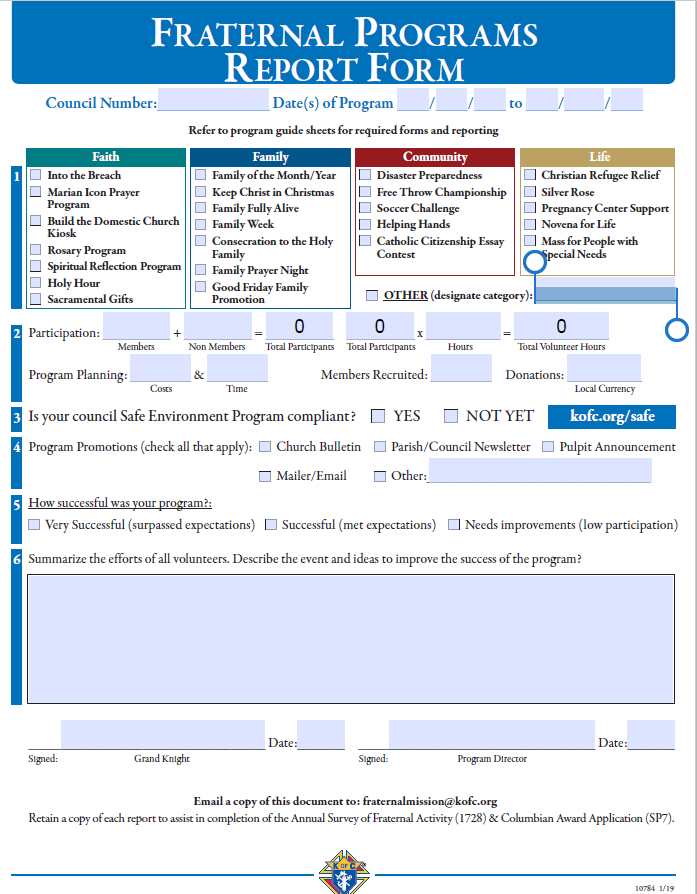 FRATERNAL PROGRAMS
REPORT FORM
Council Number: Date(s) of Program / / to / /
Refer to program guide sheets for required forms and reporting
1
Faith
Into the Breach
Marian Icon Prayer
Program
Build the Domestic Church
Kiosk
Rosary Program
Spiritual Reflection Program
Holy Hour
Sacramental Gifts
Family
Family of the Month/Year
Keep Christ in Christmas
Family Fully Alive
Family Week
Consecration to the Holy
Family
Family Prayer Night
Good Friday Family
Promotion
Community
Disaster Preparedness
Free Throw Championship
Soccer Challenge
Helping Hands
Catholic Citizenship Essay
Contest
Life
Christian Refugee Relief
Silver Rose
Pregnancy Center Support
Novena for Life
Mass for People with
Special Needs
OTHER (designate category):
2 Participation: + = 0 0 x = 0
Members Non Members Total Participants Total Participants Hours Total Volunteer Hours
Program Planning: & Members Recruited: Donations:
Costs Time Local Currency
3 Is your council Safe Environment Program compliant? YES NOT YET kofc.org/safe
4 Program Promotions (check all that apply): Church Bulletin Parish/Council Newsletter Pulpit Announcement
Mailer/Email Other:
5 How successful was your program?:
Very Successful (surpassed expectations) Successful (met expectations) Needs improvements (low participation)
6 Summarize the efforts of all volunteers. Describe the event and ideas to improve the success of the program?
Date: Date:
Signed: Grand Knight Signed: Program Director
Email a copy of this document to: fraternalmission@kofc.org
Retain a copy of each report to assist in completion of the Annual Survey of Fraternal Activity (1728) & Columbian Award Application (SP7).
K OF C
10784 1/19